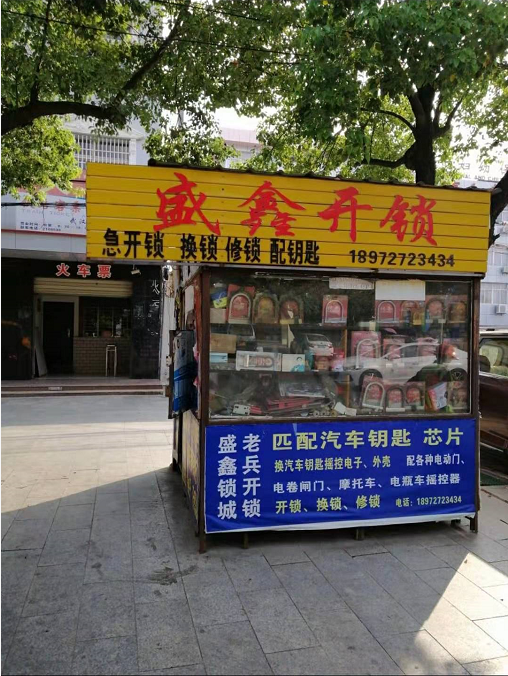 盛鑫开锁
急开锁 换锁 修锁 配钥匙 18972723434
火车票
盛鑫锁城
老兵开锁
匹配汽车钥匙 芯片
换汽车钥匙摇控电子、外壳 配各种电动门、
电卷闸门、摩托车、电瓶车摇控器
开锁、换锁、修锁 电话:18972723434